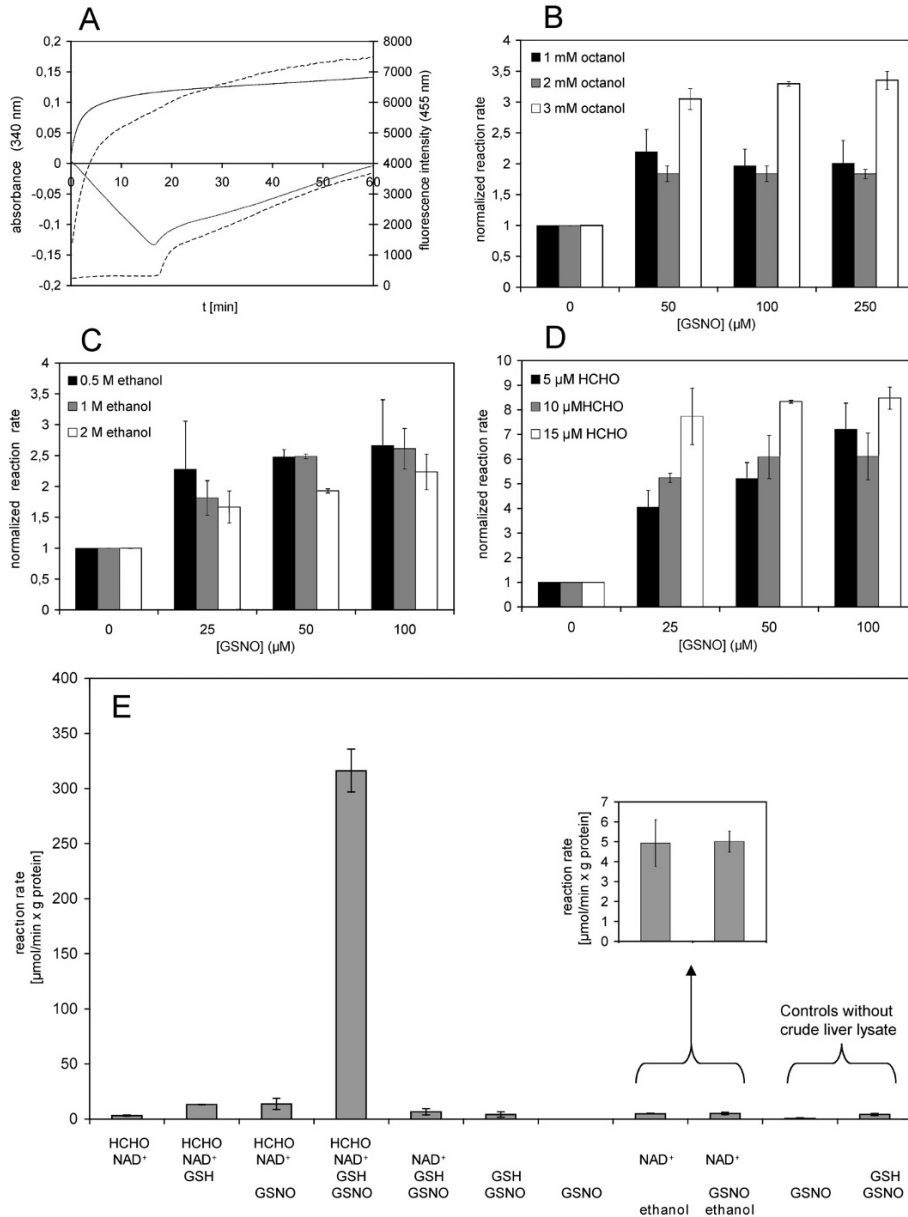 A
absorbance (340 nm)
0,2
0,15
0,1
0,05
0
-0,05
-0,1
-0,15
-0,2
10
20
30
40
50
60
8000
7000
6000
5000
4000
3000
2000
1000
0
fluorescence intensity (455 nm)
t [min]
B
normalized reaction rate
4
3,5
3
2,5
2
1,5
1
0,5
0
1 mM octanol
2 mM octanol
3 mM octanol
0 50 100 250
[GSNO] (µM)
C
normalized reaction rate
4
3,5
3
2,5
2
1,5
1
0,5
0
0.5 M ethanol
1 M ethanol
2 M ethanol
0 25 50 100
[GSNO] (µM)
D
normalized reaction rate
10
9
8
7
6
5
4
3
2
1
0
5 µM HCHO
10 µMHCHO
15 µM HCHO
0 25 50 100
[GSNO] (µM)
E
reaction rate
[µmol/min x g protein]
400
350
300
250
200
150
100
50
0
reaction rate
[µmol/min x g protein]
7
6
5
4
3
2
1
0
Controls without
crude liver lysate
HCHO
NAD⁺
HCHO
NAD⁺
GSH
HCHO
NAD⁺
GSNO
HCHO
NAD⁺
GSH
GSNO
NAD⁺
GSH
GSNO
GSH
GSNO
GSNO
NAD⁺
ethanol
NAD⁺
GSNO
ethanol
GSNO
GSH
GSNO